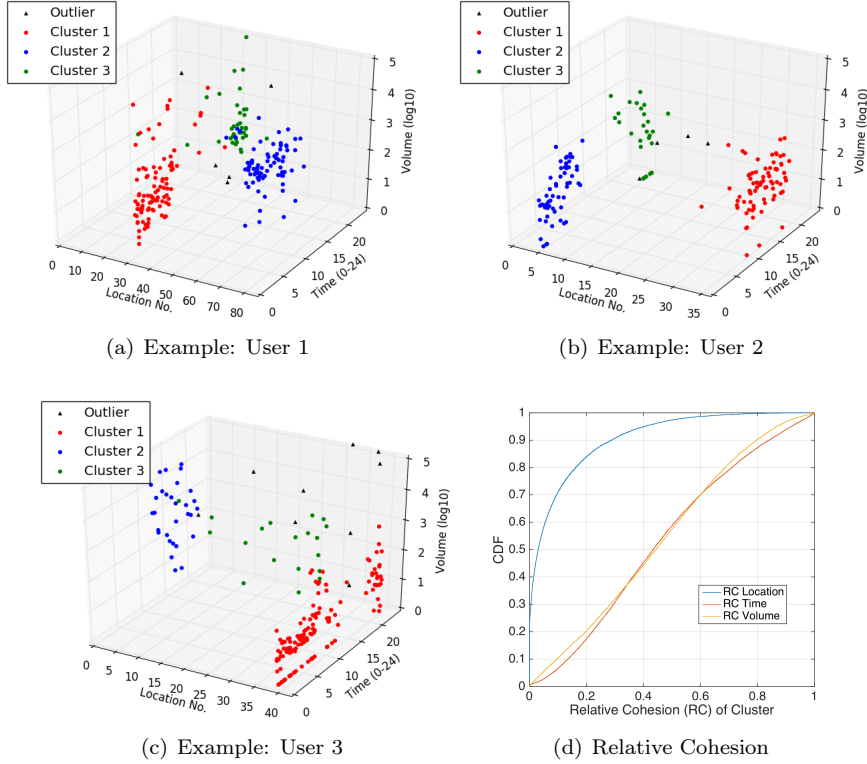 Outlier
Cluster 1
Cluster 2
Cluster 3
5
4
3
2
1
0
Volume (log10)
0
10
20
30
40
50
60
70
80
Location No.
0
5
10
15
20
Time (0-24)
(a) Example: User 1
Outlier
Cluster 1
Cluster 2
Cluster 3
5
4
3
2
1
0
Volume (log10)
0
5
10
15
20
25
30
35
Location No.
0
5
10
15
20
Time (0-24)
(b) Example: User 2
Outlier
Cluster 1
Cluster 2
Cluster 3
5
4
3
2
1
0
Volume (log10)
0
5
10
15
20
25
30
35
40
Location No.
0
5
10
15
20
Time (0-24)
(c) Example: User 3
1
0.9
0.8
0.7
0.6
0.5
0.4
0.3
0.2
0.1
0
CDF
RC Location
RC Time
RC Volume
0 0.2 0.4 0.6 0.8 1
Relative Cohesion (RC) of Cluster
(d) Relative Cohesion